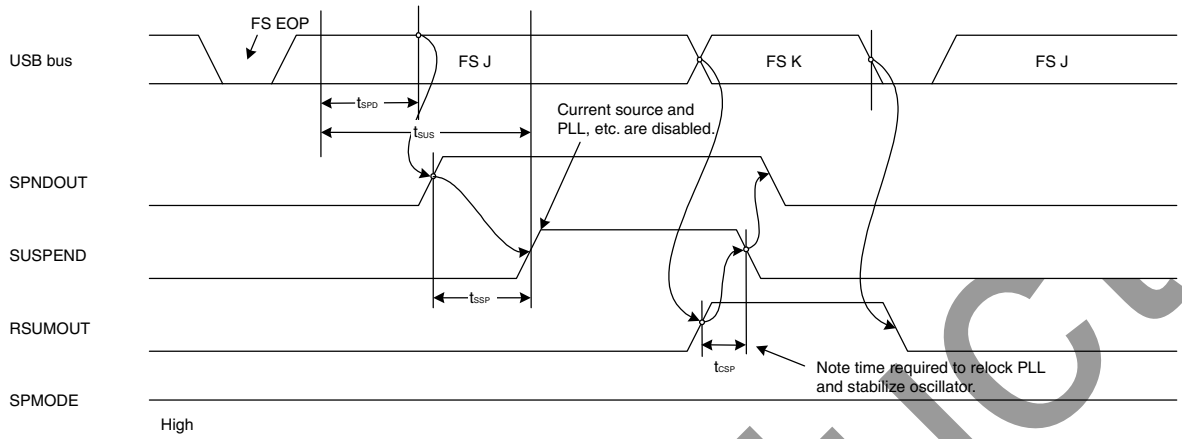 FS EOP
USB bus
FS J
FS K
FS J
tSPD
tSUS
Current source and
PLL, etc. are disabled.
SPNDOUT
SUSPEND
tSSP
RSUMOUT
tCSP
Note time required to relock PLL
and stabilize oscillator.
SPMODE
High